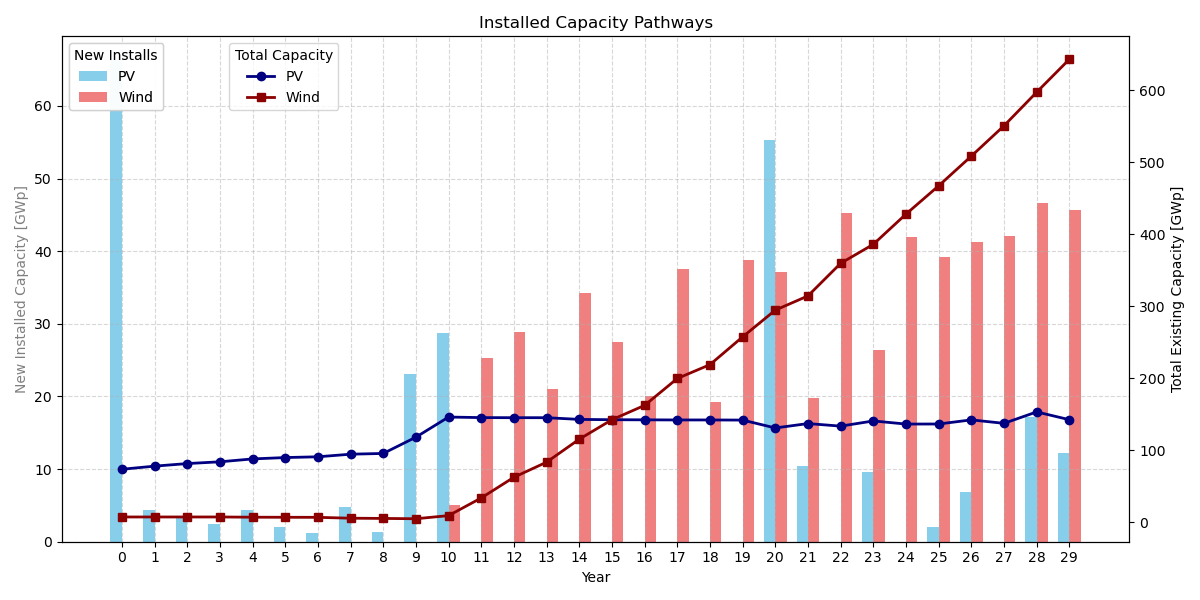 Installed Capacity Pathways
New Installs
PV
Wind
Total Capacity
PV
Wind
New Installed Capacity [GWp]
60
50
40
30
20
10
0
Total Existing Capacity [GWp]
600
500
400
300
200
100
0
0 1 2 3 4 5 6 7 8 9 10 11 12 13 14 15 16 17 18 19 20 21 22 23 24 25 26 27 28 29
Year